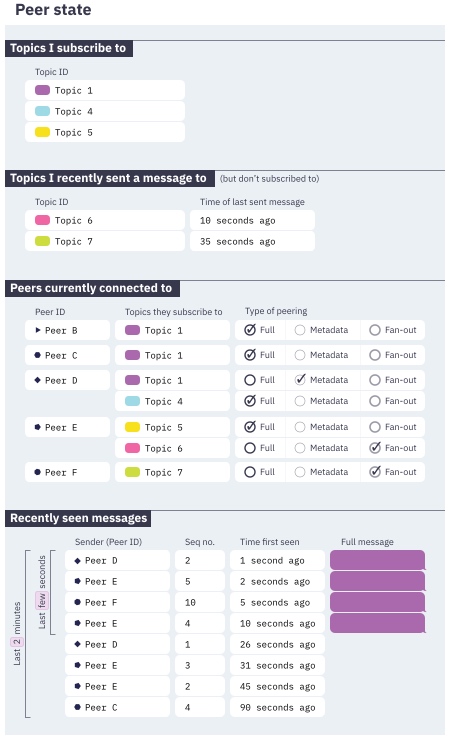 Peer state
Topics I subscribe to
Topic ID
Topic 1
Topic 4
Topic 5
Topics I recently sent a message to (but don't subscribed to)
Topic ID Time of last sent message
Topic 6 10 seconds ago
Topic 7 35 seconds ago
Peers currently connected to
Peer ID Topics they subscribe to Type of peering
Peer B Topic 1 Full Metadata Fan-out
Peer C Topic 1 Full Metadata Fan-out
Peer D Topic 1 Full Metadata Fan-out
Topic 4 Full Metadata Fan-out
Peer E Topic 5 Full Metadata Fan-out
Topic 6 Full Metadata Fan-out
Peer F Topic 7 Full Metadata Fan-out
Recently seen messages
Sender (Peer ID) Seq no. Time first seen Full message
Peer D 2 1 second ago
Peer E 5 2 seconds ago
Peer F 10 5 seconds ago
Peer E 4 10 seconds ago
Peer D 1 26 seconds ago
Peer E 3 31 seconds ago
Peer E 2 45 seconds ago
Peer C 4 90 seconds ago
Last few seconds
Last 2 minutes